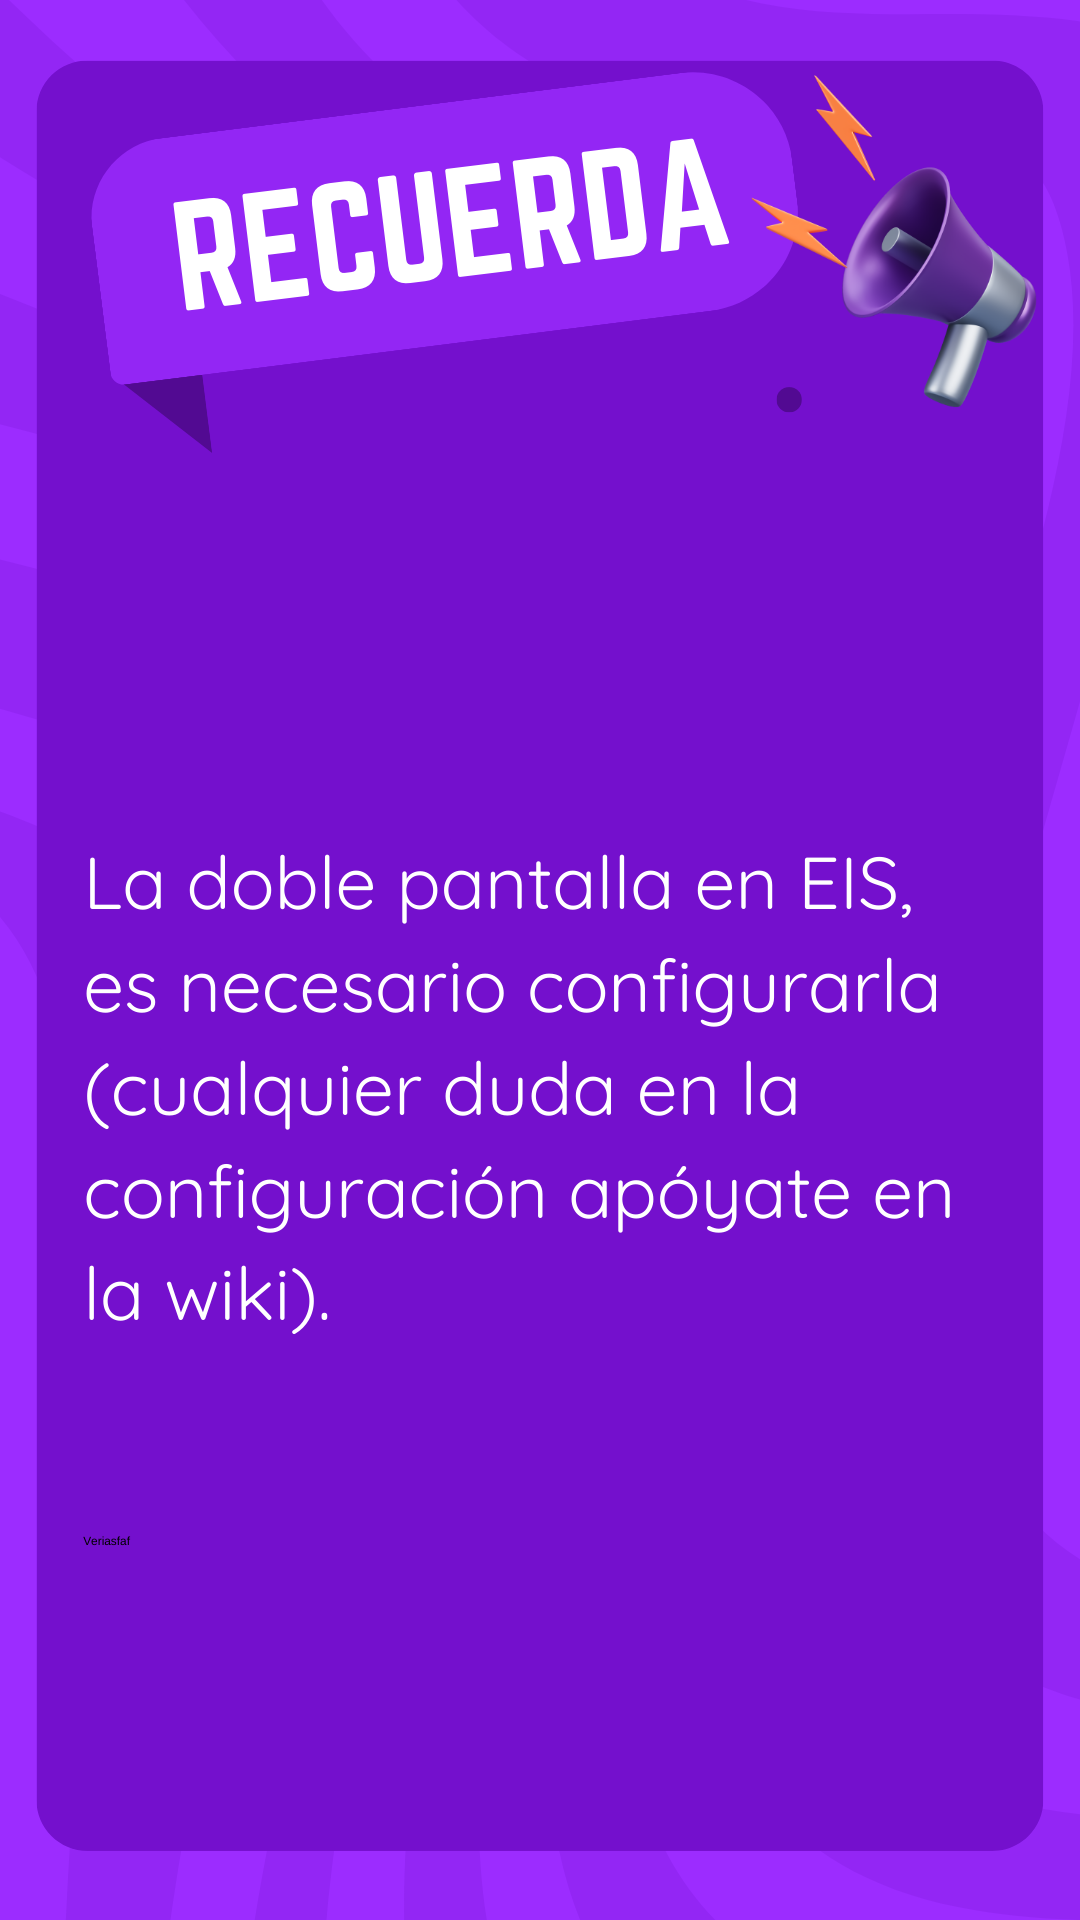 RECUERDA
La doble pantalla en EIS,
es necesario configurarla
(cualquier duda en la
configuración apóyate en
la wiki).
Veriasfaf